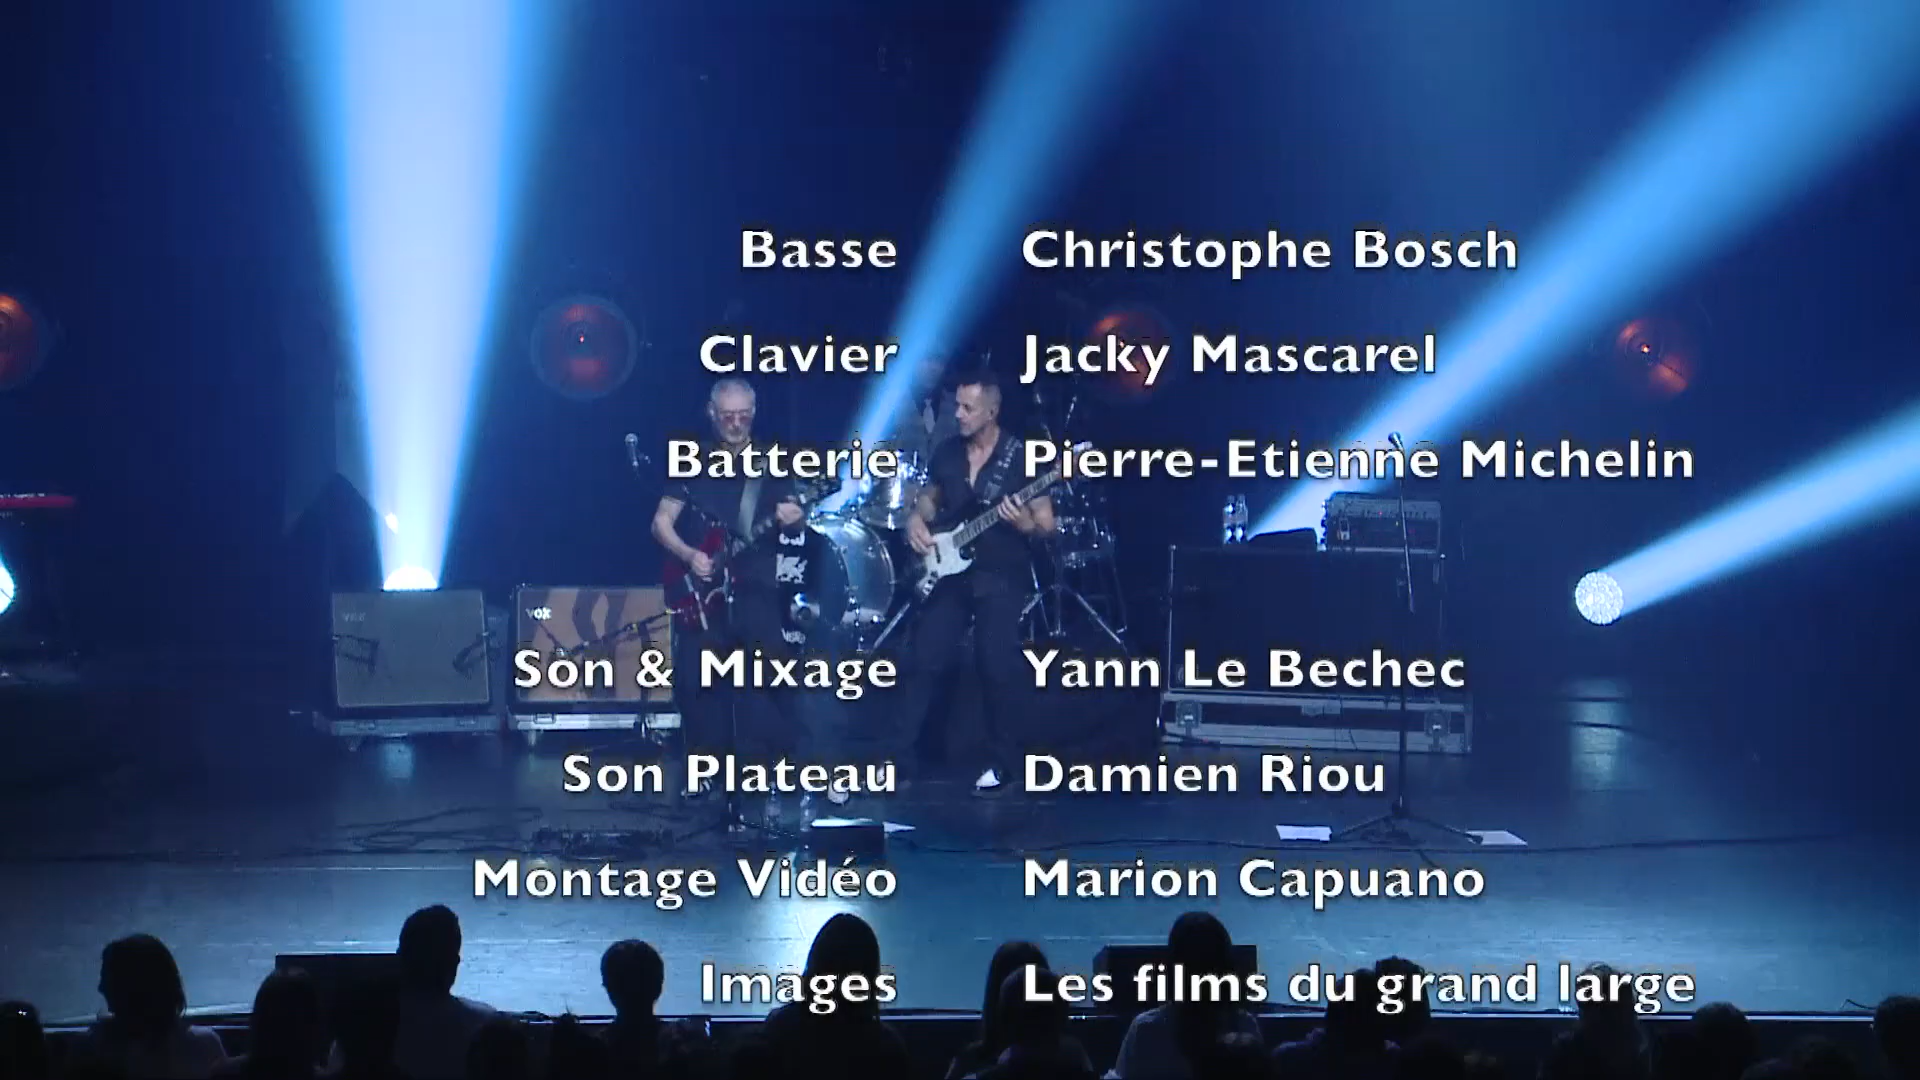 Basse Christophe Bosch
Clavier Jacky Mascarel
Batterie Pierre-Etienne Michelin
vox
Son & Mixage Yann Le Bechec
Son Plateau Damien Riou
Montage Vidéo Marion Capuano
Images Les films du grand large